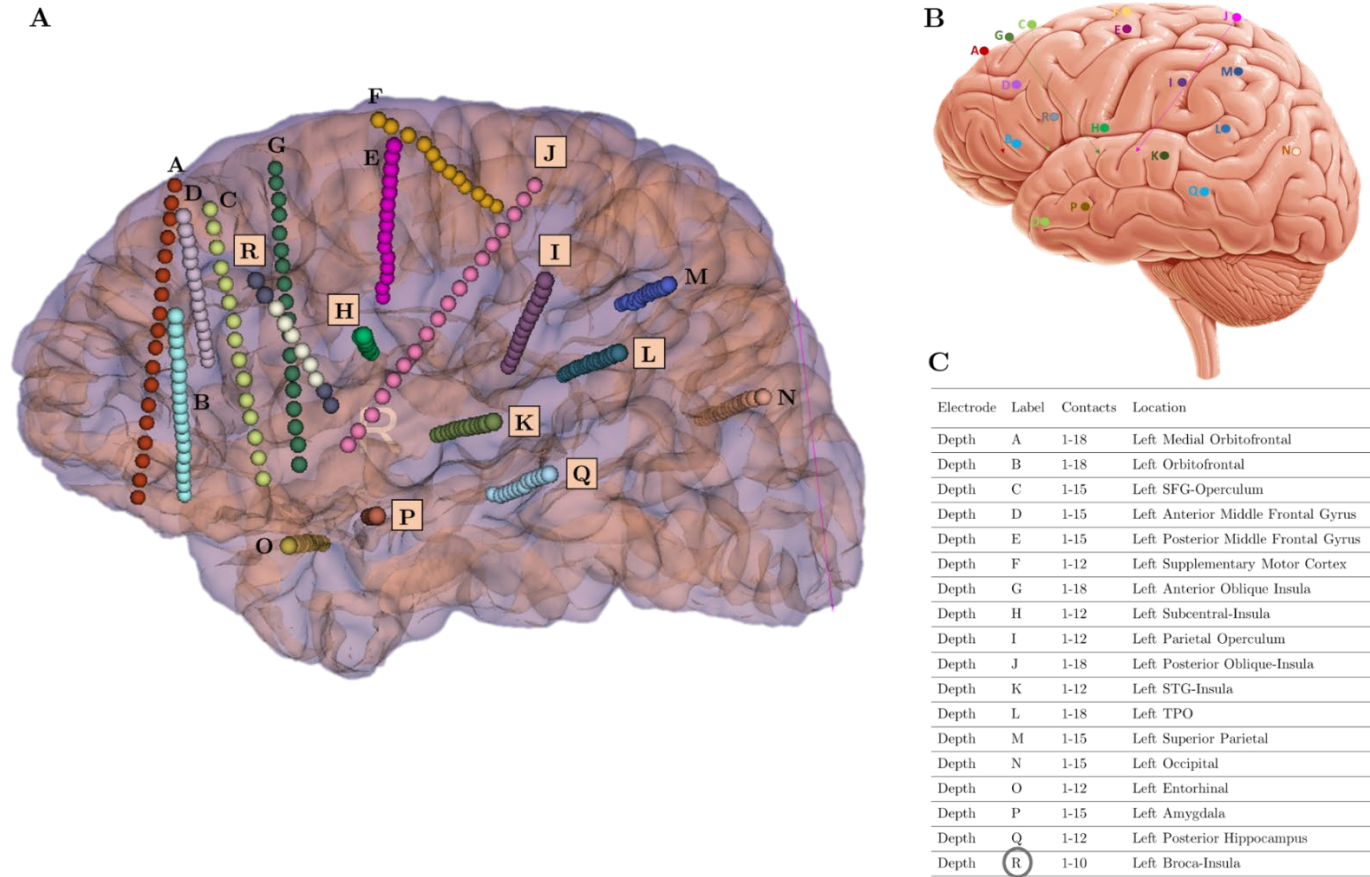 A
F
E
G
A
D
C
J
R
I
H
M
L
B
N
K
Q
P
O
R
B
C
G
A
E
J
D
I
M
R
H
L
K
N
Q
P
C
Electrode Label Contacts Location
Depth A 1-18 Left Medial Orbitofrontal
Depth B 1-18 Left Orbitofrontal
Depth C 1-15 Left SFG-Operculum
Depth D 1-15 Left Anterior Middle Frontal Gyrus
Depth E 1-15 Left Posterior Middle Frontal Gyrus
Depth F 1-12 Left Supplementary Motor Cortex
Depth G 1-18 Left Anterior Oblique Insula
Depth H 1-12 Left Subcentral-Insula
Depth I 1-12 Left Parietal Operculum
Depth J 1-18 Left Posterior Oblique-Insula
Depth K 1-12 Left STG-Insula
Depth L 1-18 Left TPO
Depth M 1-15 Left Superior Parietal
Depth N 1-15 Left Occipital
Depth O 1-12 Left Entorhinal
Depth P 1-15 Left Amygdala
Depth Q 1-12 Left Posterior Hippocampus
Depth R 1-10 Left Broca-Insula